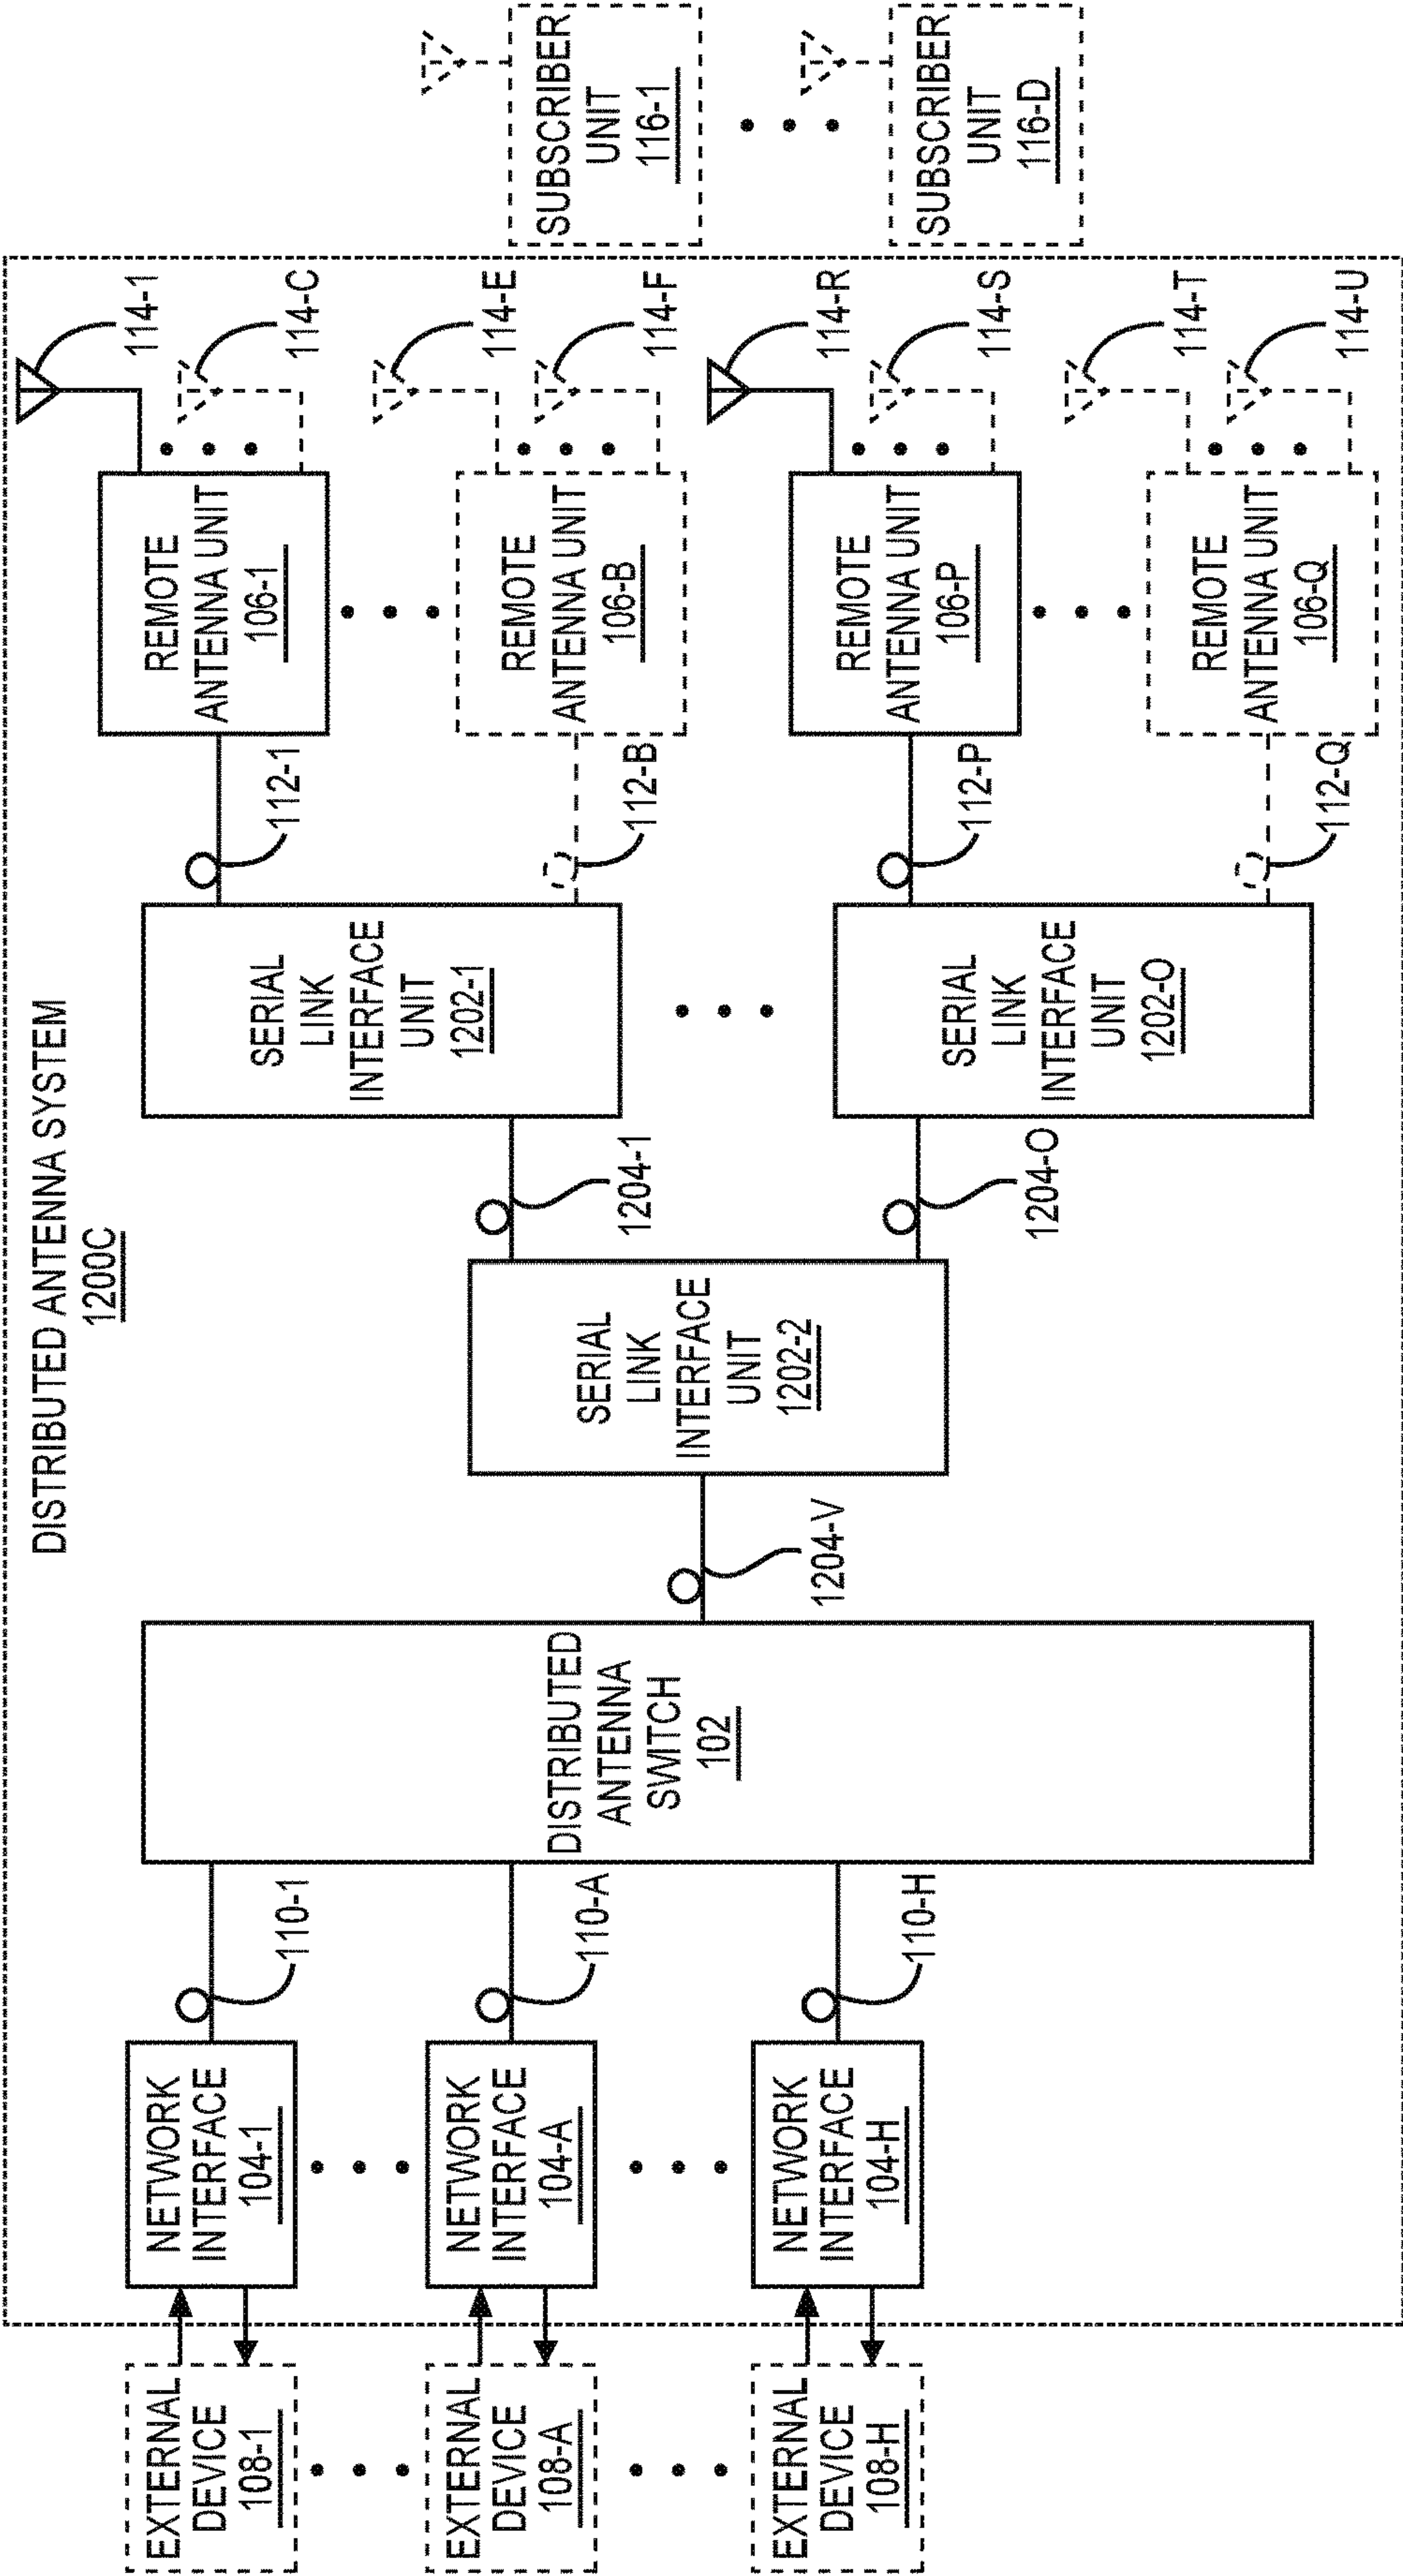 DISTRIBUTED ANTENNA SYSTEM
1200C
EXTERNAL
DEVICE
108-1
EXTERNAL
DEVICE
108-A
EXTERNAL
DEVICE
108-H
NETWORK
INTERFACE
104-1
NETWORK
INTERFACE
104-A
NETWORK
INTERFACE
104-H
110-1
110-A
110-H
DISTRIBUTED
ANTENNA
SWITCH
102
1204-V
SERIAL
LINK
INTERFACE
UNIT
1202-2
1204-1
1204-O
SERIAL
LINK
INTERFACE
UNIT
1202-1
SERIAL
LINK
INTERFACE
UNIT
1202-O
112-1
112-B
112-P
112-Q
REMOTE
ANTENNA UNIT
106-1
REMOTE
ANTENNA UNIT
106-B
REMOTE
ANTENNA UNIT
106-P
REMOTE
ANTENNA UNIT
106-Q
114-1
114-C
114-E
114-F
114-R
114-S
114-T
114-U
SUBSCRIBER
UNIT
116-1
SUBSCRIBER
UNIT
116-D